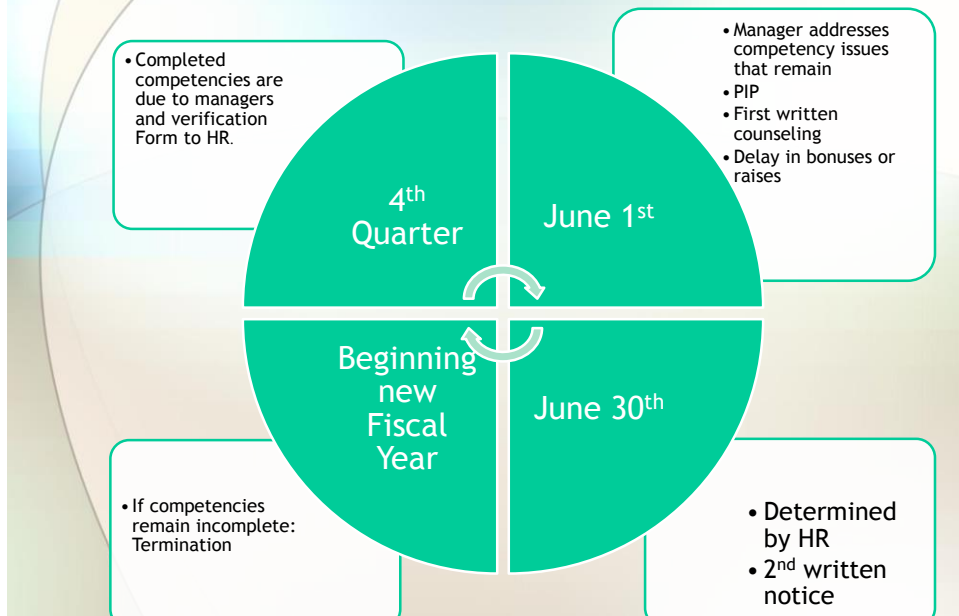 • Completed
competencies are
due to managers
and verification
Form to HR.
4th
Quarter
• Manager addresses
competency issues
that remain
• PIP
• First written
counseling
• Delay in bonuses or
raises
June 1st
• If competencies
remain incomplete:
Termination
Beginning
new
Fiscal
Year
June 30th
• Determined
by HR
• 2nd written
notice